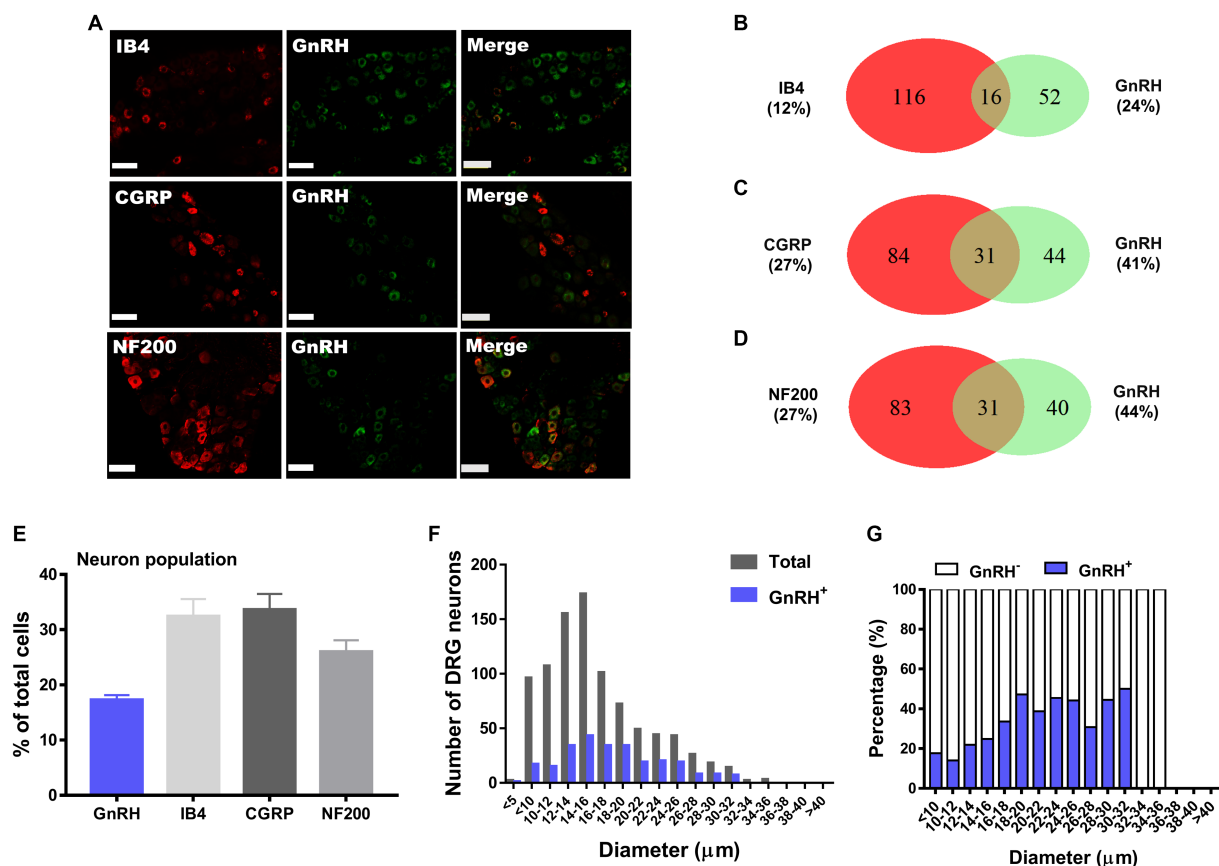 A
IB4 GnRH Merge
CGRP GnRH Merge
NF200 GnRH Merge
B
IB4
(12%)
116 16 52
GnRH
(24%)
C
CGRP
(27%)
84 31 44
GnRH
(41%)
D
NF200
(27%)
83 31 40
GnRH
(44%)
E
Neuron population
% of total cells
40
30
20
10
0
GnRH IB4 CGRP NF200
F
Number of DRG neurons
200
150
100
50
0
Total
GnRH+
<5 <10 10-12 12-14 14-16 16-18 18-20 20-22 22-24 24-26 26-28 28-30 30-32 32-34 34-36 36-38 38-40 >40
Diameter (μm)
G
GnRH- GnRH+
Percentage (%)
100
80
60
40
20
0
<10 10-12 12-14 14-16 16-18 18-20 20-22 22-24 24-26 26-28 28-30 30-32 32-34 34-36 36-38 38-40 >40
Diameter (μm)